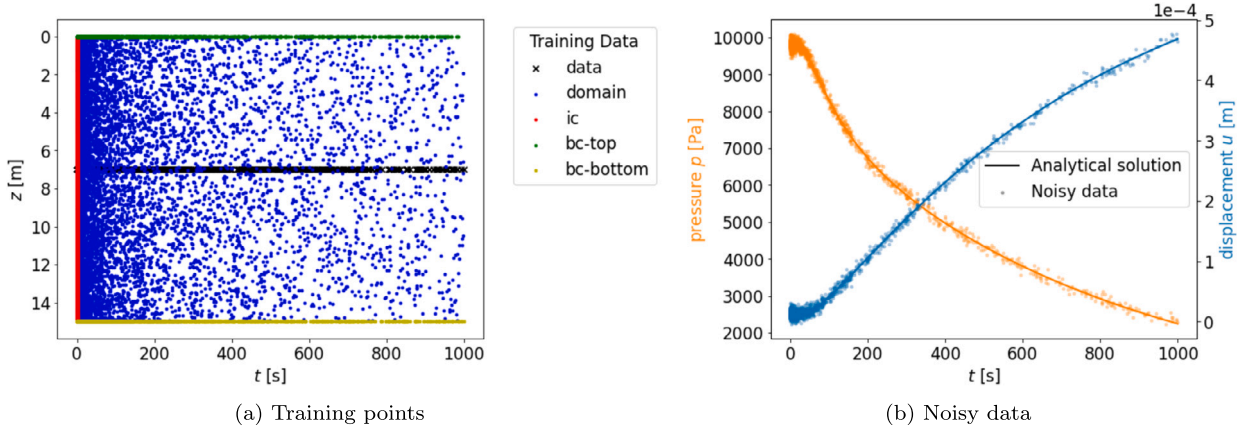 0
2
4
6
8
10
12
14
z [m]
0
200
400
600
800
1000
t [s]
Training Data
data
domain
ic
bc-top
bc-bottom
(a) Training points
1e−4
10000
9000
8000
7000
6000
5000
4000
3000
2000
pressure p [Pa]
0
200
400
600
800
1000
t [s]
5
4
3
2
1
0
displacement u [m]
Analytical solution
Noisy data
(b) Noisy data